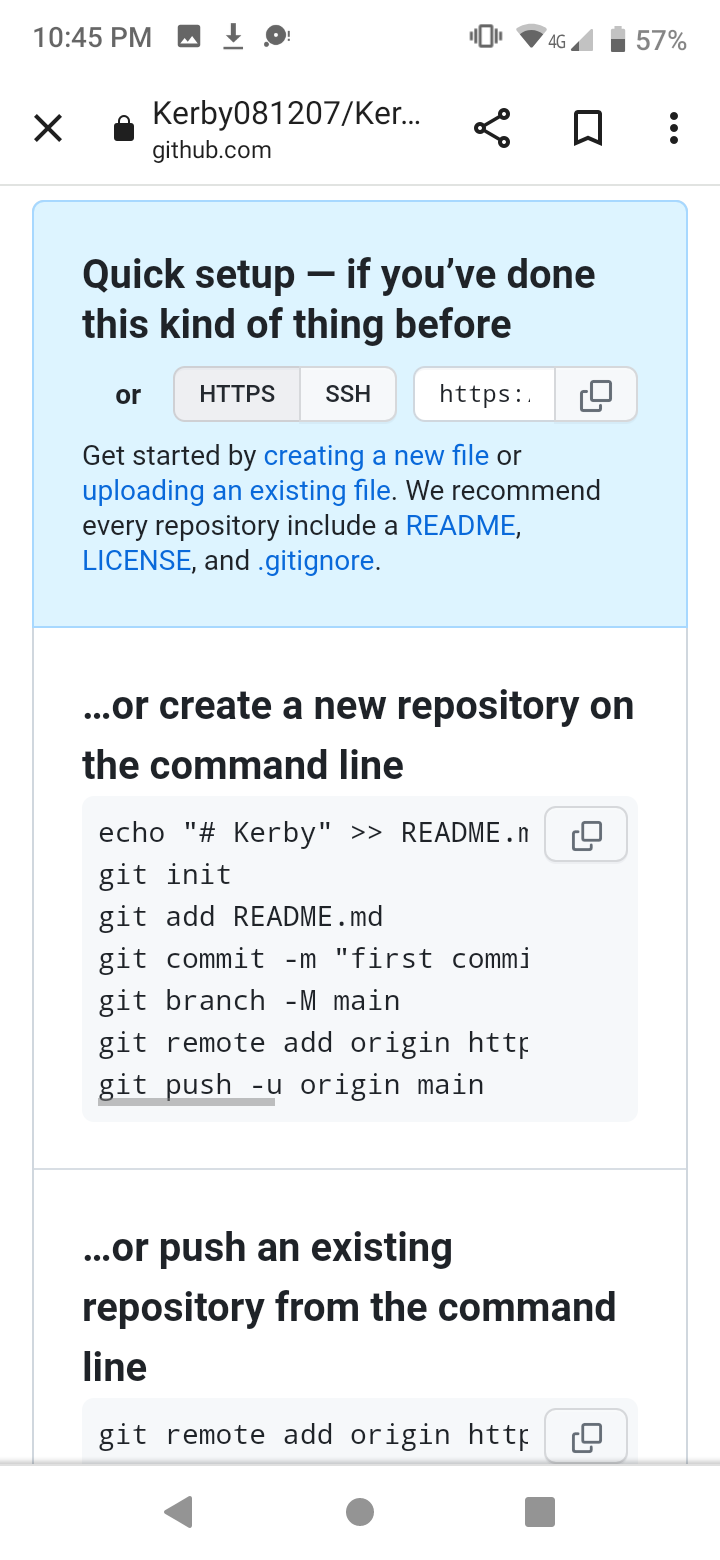 10:45 PM
4G
57%
Kerby081207/Ker...
github.com
Quick setup — if you’ve done
this kind of thing before
or HTTPS SSH https:/
Get started by creating a new file or
uploading an existing file. We recommend
every repository include a README,
LICENSE, and .gitignore.
…or create a new repository on
the command line
echo "# Kerby" >> README.m
git init
git add README.md
git commit -m "first commi
git branch -M main
git remote add origin http
git push -u origin main
…or push an existing
repository from the command
line
git remote add origin http